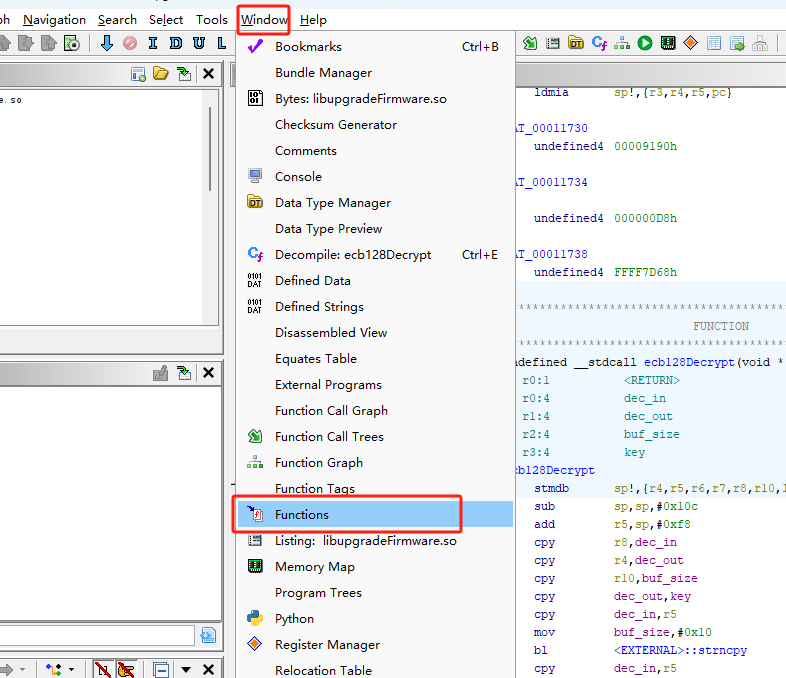 Navigation Search Select Tools Window Help
Bookmarks Ctrl+B
Bundle Manager
Bytes: libupgradeFirmware.so
Checksum Generator
Comments
Console
Data Type Manager
Data Type Preview
Decompile: ecb128Decrypt Ctrl+E
Defined Data
Defined Strings
Disassembled View
Equates Table
External Programs
Function Call Graph
Function Call Trees
Function Graph
Function Tags
Functions
Listing: libupgradeFirmware.so
Memory Map
Program Trees
Python
Register Manager
Relocation Table
ldmia sp!,{r3,r4,r5,pc}
AT_00011730
undefined4 00009190h
AT_00011734
undefined4 000000D8h
AT_00011738
undefined4 FFFF7D68h
FUNCTION
ndefined __stdcall ecb128Decrypt(void *
r0:1 <RETURN>
r0:4 dec_in
r1:4 dec_out
r2:4 buf_size
r3:4 key
cb128Decrypt
stmdb sp!,{r4,r5,r6,r7,r8,r10,l
sub sp,sp,#0x10c
add r5,sp,#0xf8
cpy r8,dec_in
cpy r4,dec_out
cpy r10,buf_size
cpy dec_out,key
cpy dec_in,r5
mov buf_size,#0x10
bl <EXTERNAL>::strncpy
cpy dec_in,r5